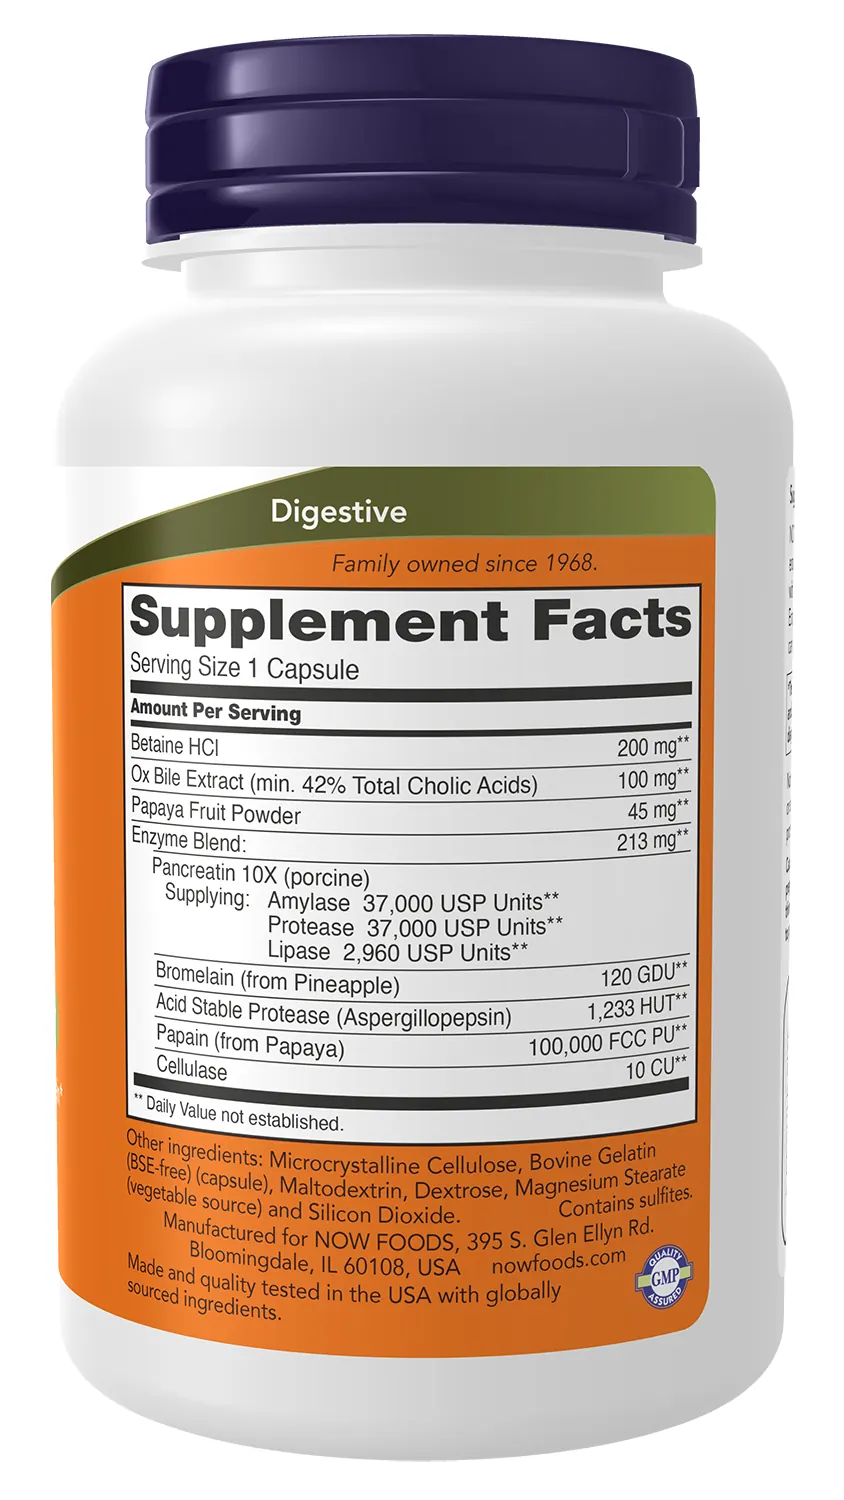 Digestive
Family owned since 1968.
Supplement Facts
Serving Size 1 Capsule
Amount Per Serving
Betaine HCl 200 mg**
Ox Bile Extract (min. 42% Total Cholic Acids) 100 mg**
Papaya Fruit Powder 45 mg**
Enzyme Blend: 213 mg**
Pancreatin 10X (porcine)
Supplying: Amylase 37,000 USP Units**
Protease 37,000 USP Units**
Lipase 2,960 USP Units**
Bromelain (from Pineapple) 120 GDU**
Acid Stable Protease (Aspergillopepsin) 1,233 HUT**
Papain (from Papaya) 100,000 FCC PU**
Cellulase 10 CU**
** Daily Value not established.
Other ingredients: Microcrystalline Cellulose, Bovine Gelatin
(BSE-free) (capsule), Maltodextrin, Dextrose, Magnesium Stearate
(vegetable source) and Silicon Dioxide. Contains sulfites.
Manufactured for NOW FOODS, 395 S. Glen Ellyn Rd.
Bloomingdale, IL 60108, USA nowfoods.com
Made and quality tested in the USA with globally
sourced ingredients.
QUALITY
GMP
ASSURED